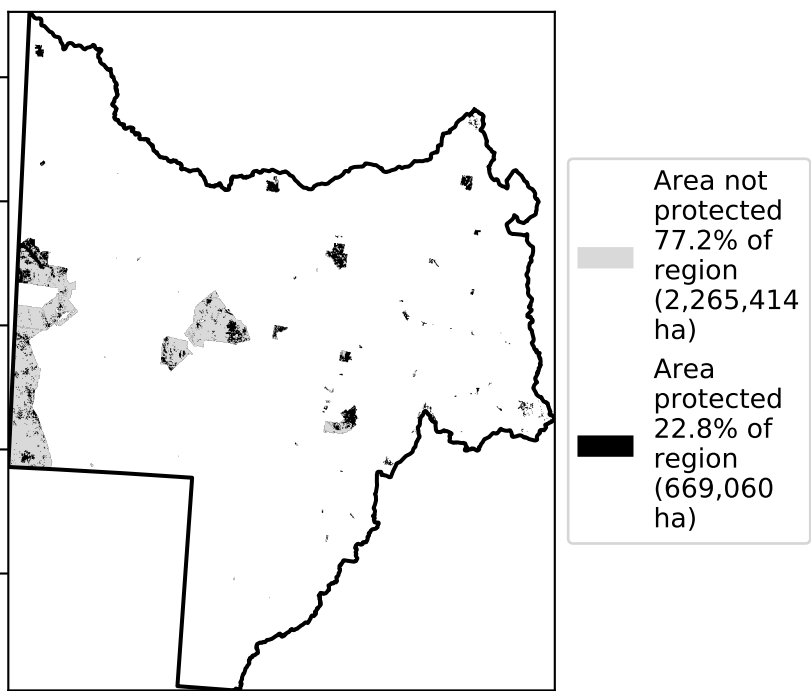 Area not
protected
77.2% of
region
(2,265,414
ha)
Area
protected
22.8% of
region
(669,060
ha)